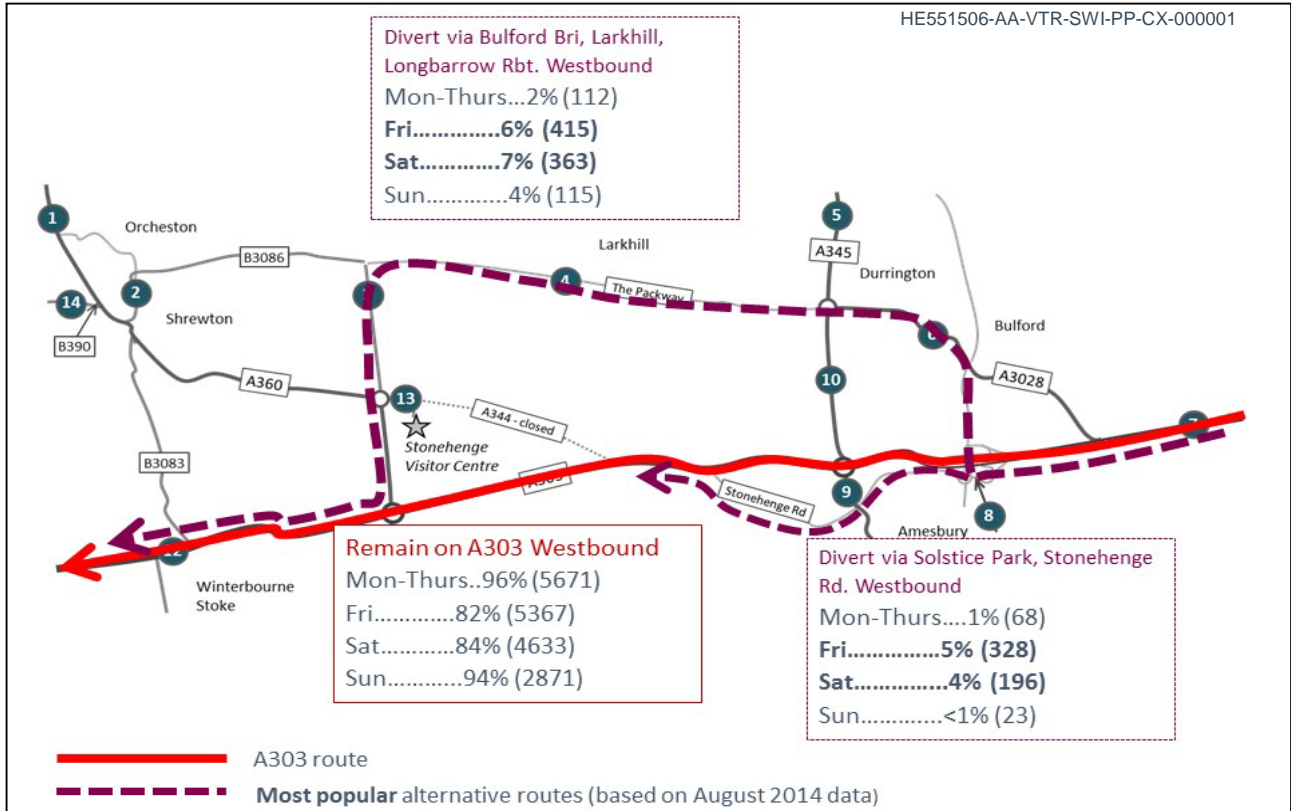 HE551506-AA-VTR-SWI-PP-CX-000001
Divert via Bulford Bri, Larkhill,
Longbarrow Rbt. Westbound
Mon-Thurs...2% (112)
Fri..............6% (415)
Sat.............7% (363)
Sun............4% (115)
1
Orcheston
B3086
Larkhill
5
A345
Durrington
14
2
4
The Packway
B390
Shrewton
6
Bulford
A360
13
A344 - closed
10
A3028
Stonehenge
Visitor Centre
7
B3083
A303
9
Stonehenge Rd
8
Amesbury
12
Winterbourne
Stoke
Remain on A303 Westbound
Mon-Thurs..96% (5671)
Fri..............82% (5367)
Sat............84% (4633)
Sun...........94% (2871)
Divert via Solstice Park, Stonehenge
Rd. Westbound
Mon-Thurs....1% (68)
Fri...............5% (328)
Sat...............4% (196)
Sun............<1% (23)
A303 route
Most popular alternative routes (based on August 2014 data)